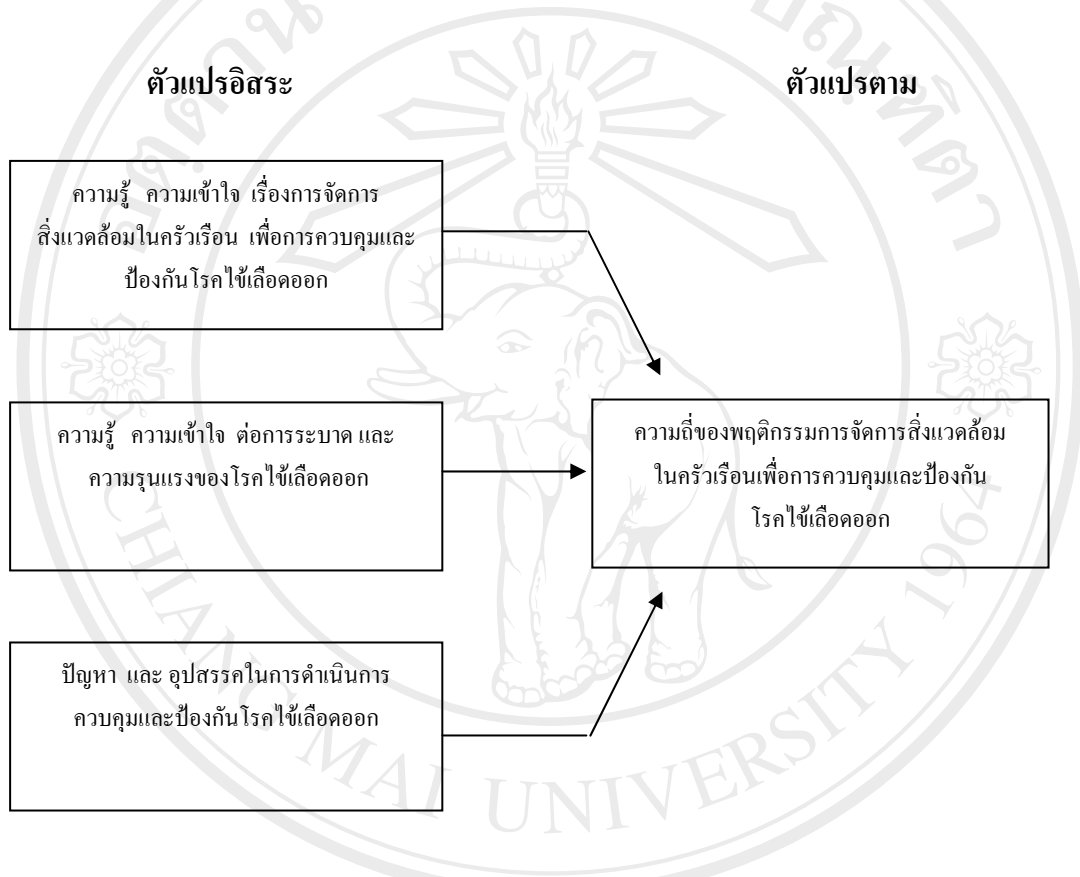 ตัวแปรอิสระ
ตัวแปรตาม
ความรู้ ความเข้าใจ เรื่องการจัดการ
สิ่งแวดล้อมในครัวเรือน เพื่อการควบคุมและ
ป้องกันโรคไข้เลือดออก
ความรู้ ความเข้าใจ ต่อการระบาด และ
ความรุนแรงของโรคไข้เลือดออก
ความถี่ของพฤติกรรมการจัดการสิ่งแวดล้อม
ในครัวเรือนเพื่อการควบคุมและป้องกัน
โรคไข้เลือดออก
ปัญหา และ อุปสรรคในการดำเนินการ
ควบคุมและป้องกันโรคไข้เลือดออก
CHIANG MAI UNIVERSITY 1964